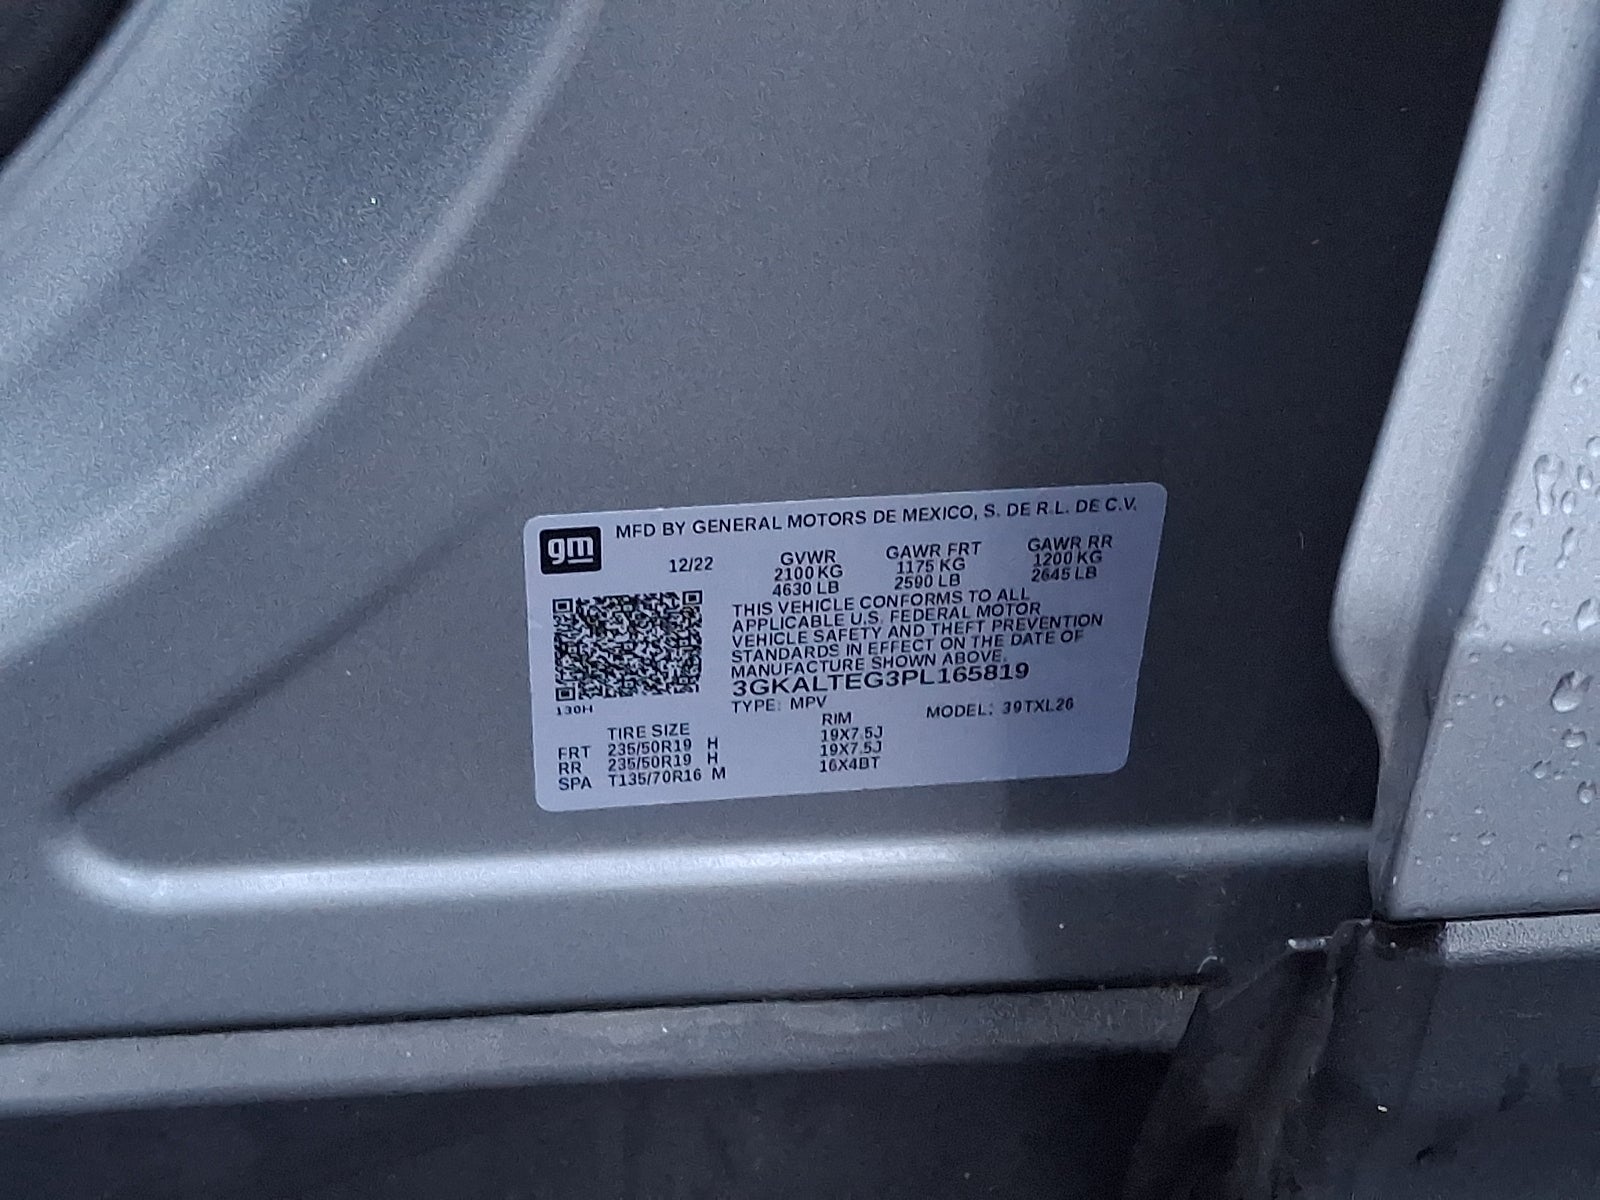 gm MFD BY GENERAL MOTORS DE MEXICO, S. DE R.L. DE C.V.
12/22 GVWR GAWR FRT GAWR RR
2100 KG 1175 KG 1200 KG
4630 LB 2590 LB 2645 LB
THIS VEHICLE CONFORMS TO ALL
APPLICABLE U.S. FEDERAL MOTOR
VEHICLE SAFETY AND THEFT PREVENTION
STANDARDS IN EFFECT ON THE DATE OF
MANUFACTURE SHOWN ABOVE.
3GKALTEG3PL165819
130H TYPE: MPV MODEL: 39TXL26
TIRE SIZE RIM
FRT 235/50R19 H 19X7.5J
RR 235/50R19 H 19X7.5J
SPA T135/70R16 M 16X4BT